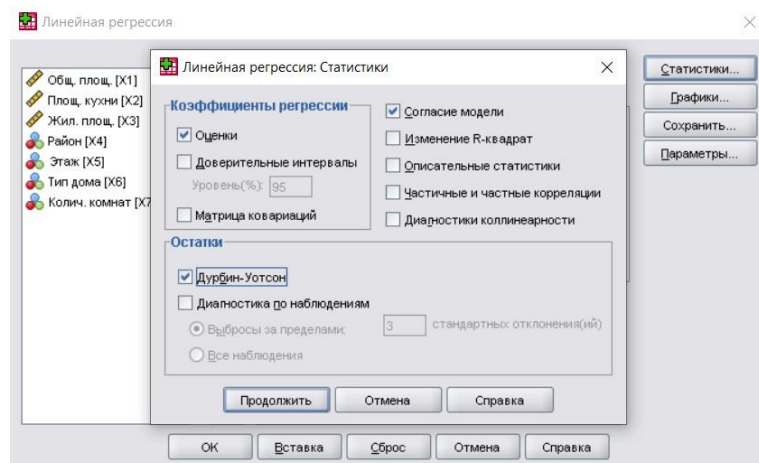 Линейная регрессия
Общ. площ. [X1]
Площ. кухни [X2]
Жил. площ. [X3]
Район [X4]
Этаж [X5]
Тип дома [X6]
Колич. комнат [X7
Линейная регрессия: Статистики
Коэффициенты регрессии
Оценки
Доверительные интервалы
Уровень(%): 95
Матрица ковариаций
Согласие модели
Изменение R-квадрат
Описательные статистики
Частичные и частные корреляции
Диагностики коллинеарности
Остатки
Дурбин-Уотсон
Диагностика по наблюдениям
Выбросы за пределами: 3 стандартных отклонения(ий)
Все наблюдения
Продолжить Отмена Справка
Статистики...
Графики...
Сохранить...
Параметры...
ОК Вставка Сброс Отмена Справка